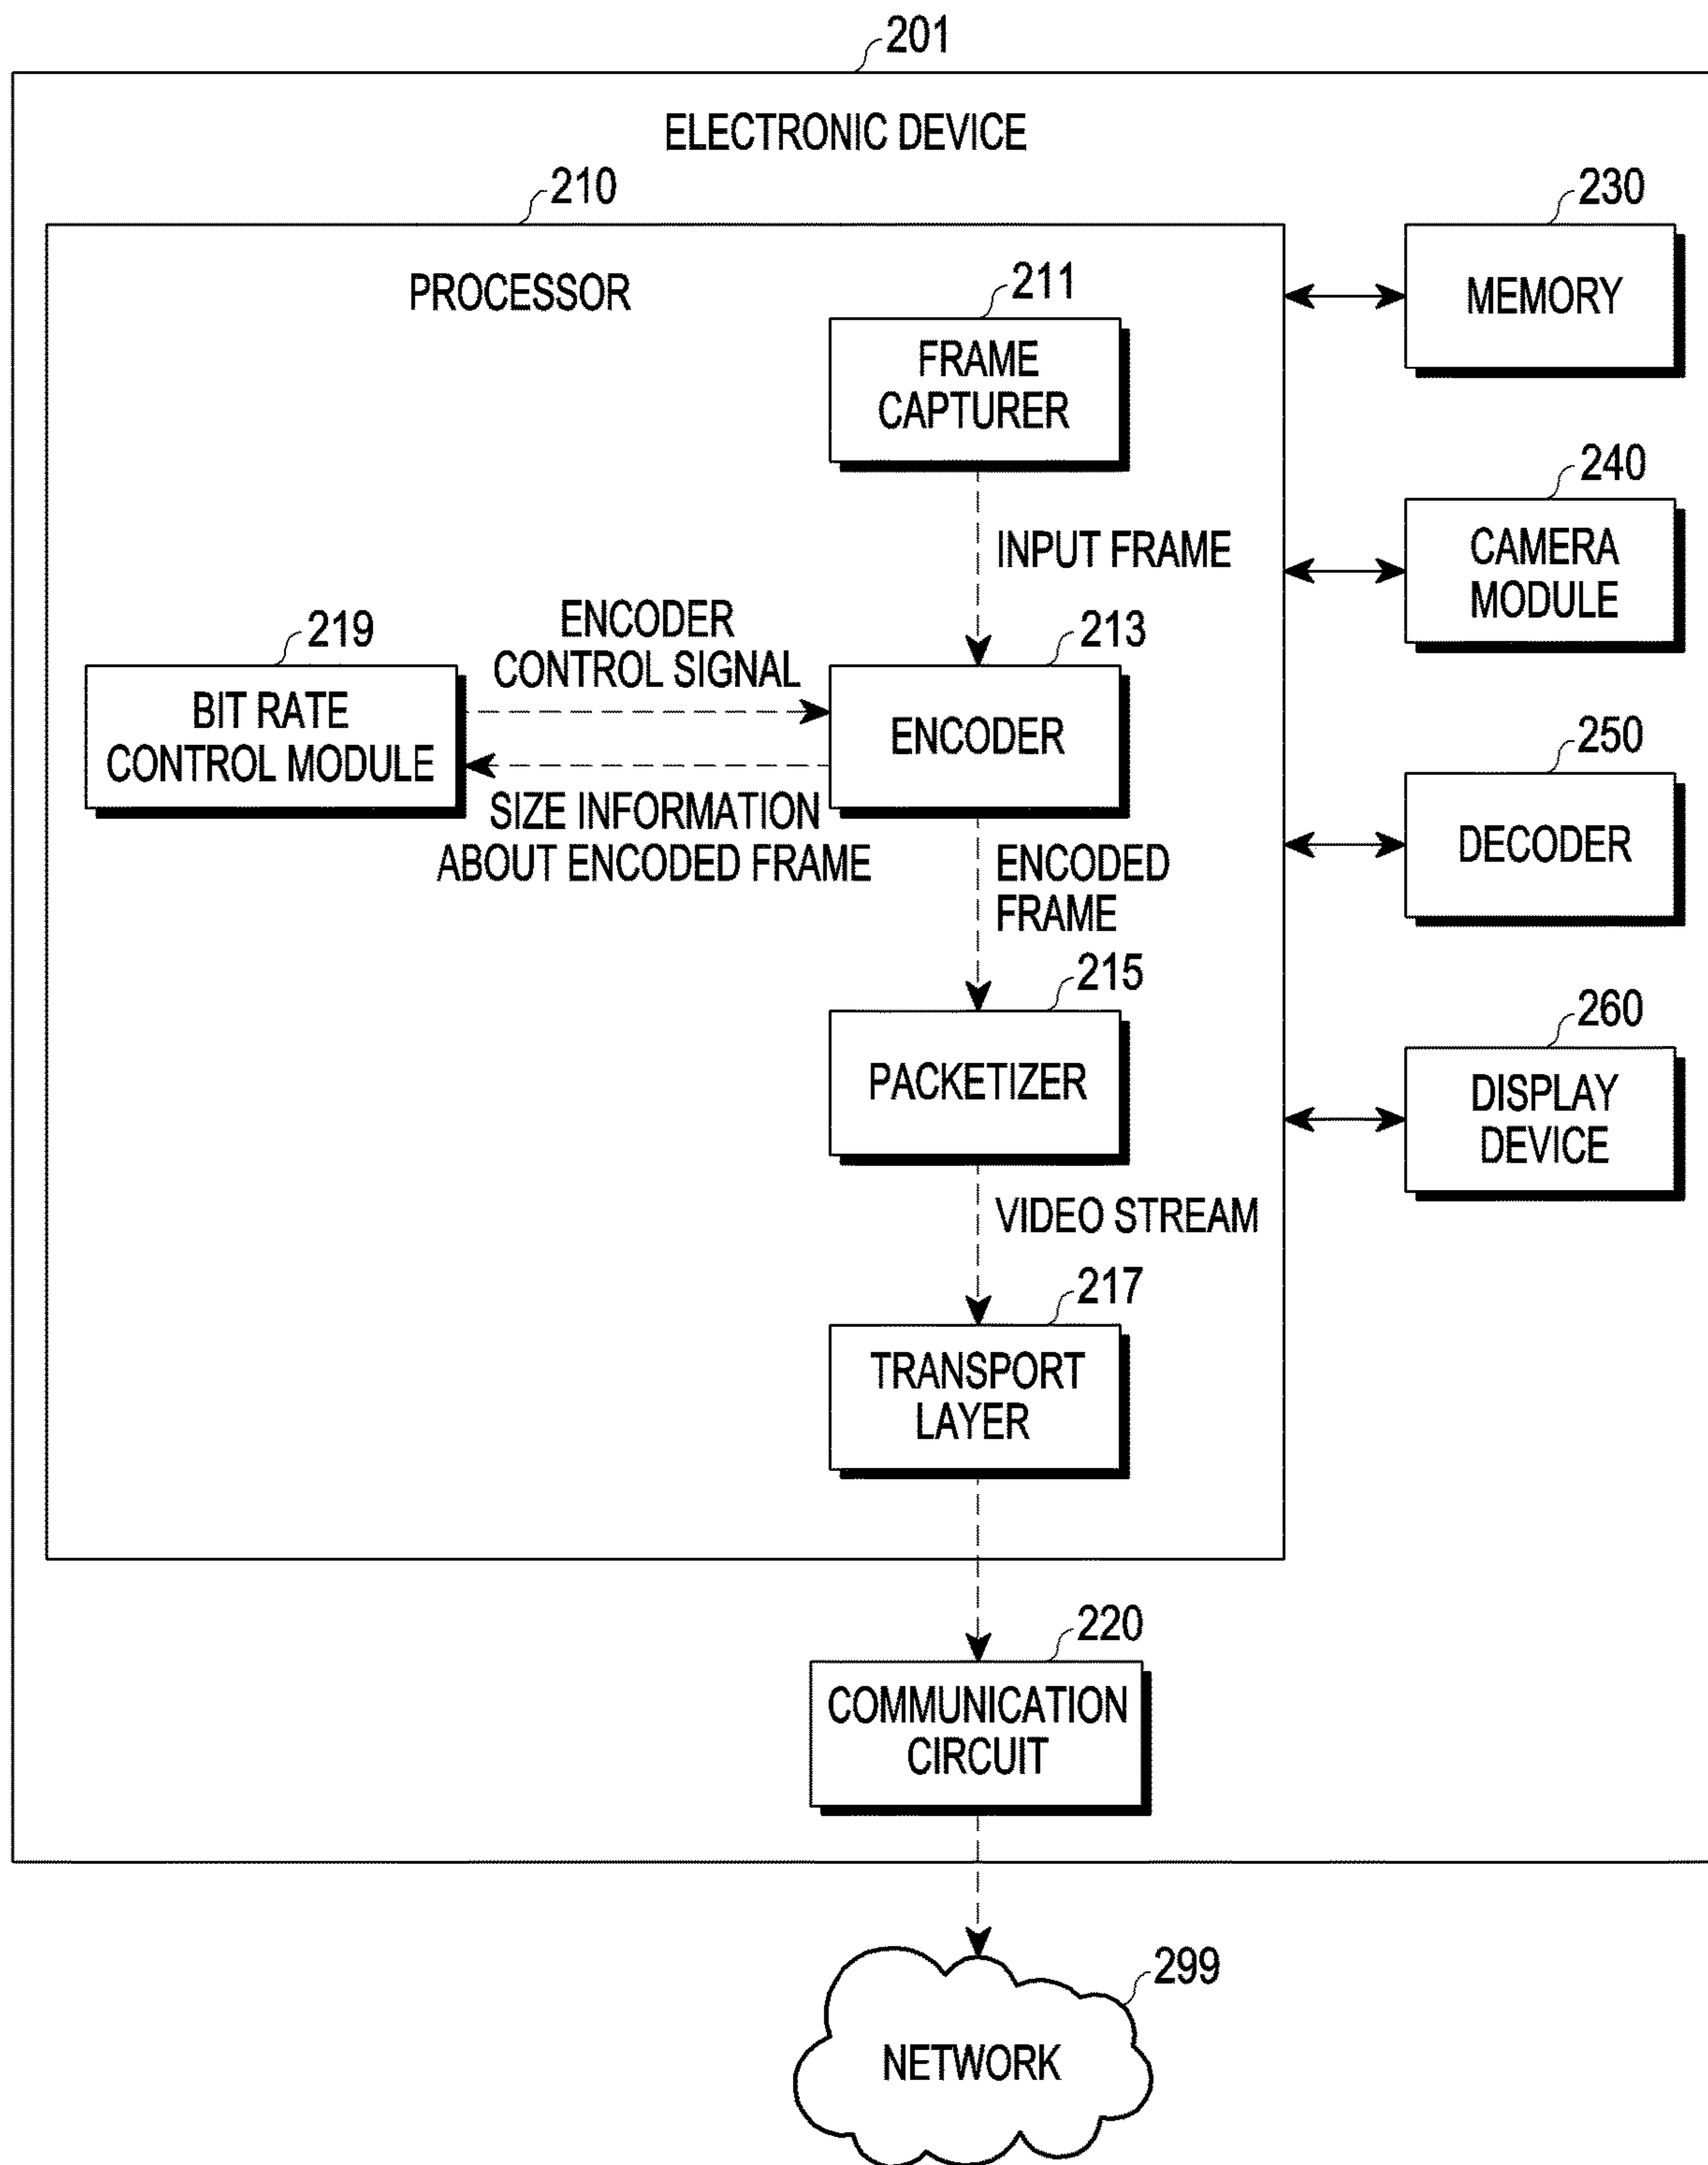 201
ELECTRONIC DEVICE
210
PROCESSOR
211
FRAME
CAPTURER
INPUT FRAME
219
BIT RATE
CONTROL MODULE
ENCODER
CONTROL SIGNAL
SIZE INFORMATION
ABOUT ENCODED FRAME
213
ENCODER
ENCODED
FRAME
215
PACKETIZER
VIDEO STREAM
217
TRANSPORT
LAYER
220
COMMUNICATION
CIRCUIT
230
MEMORY
240
CAMERA
MODULE
250
DECODER
260
DISPLAY
DEVICE
299
NETWORK